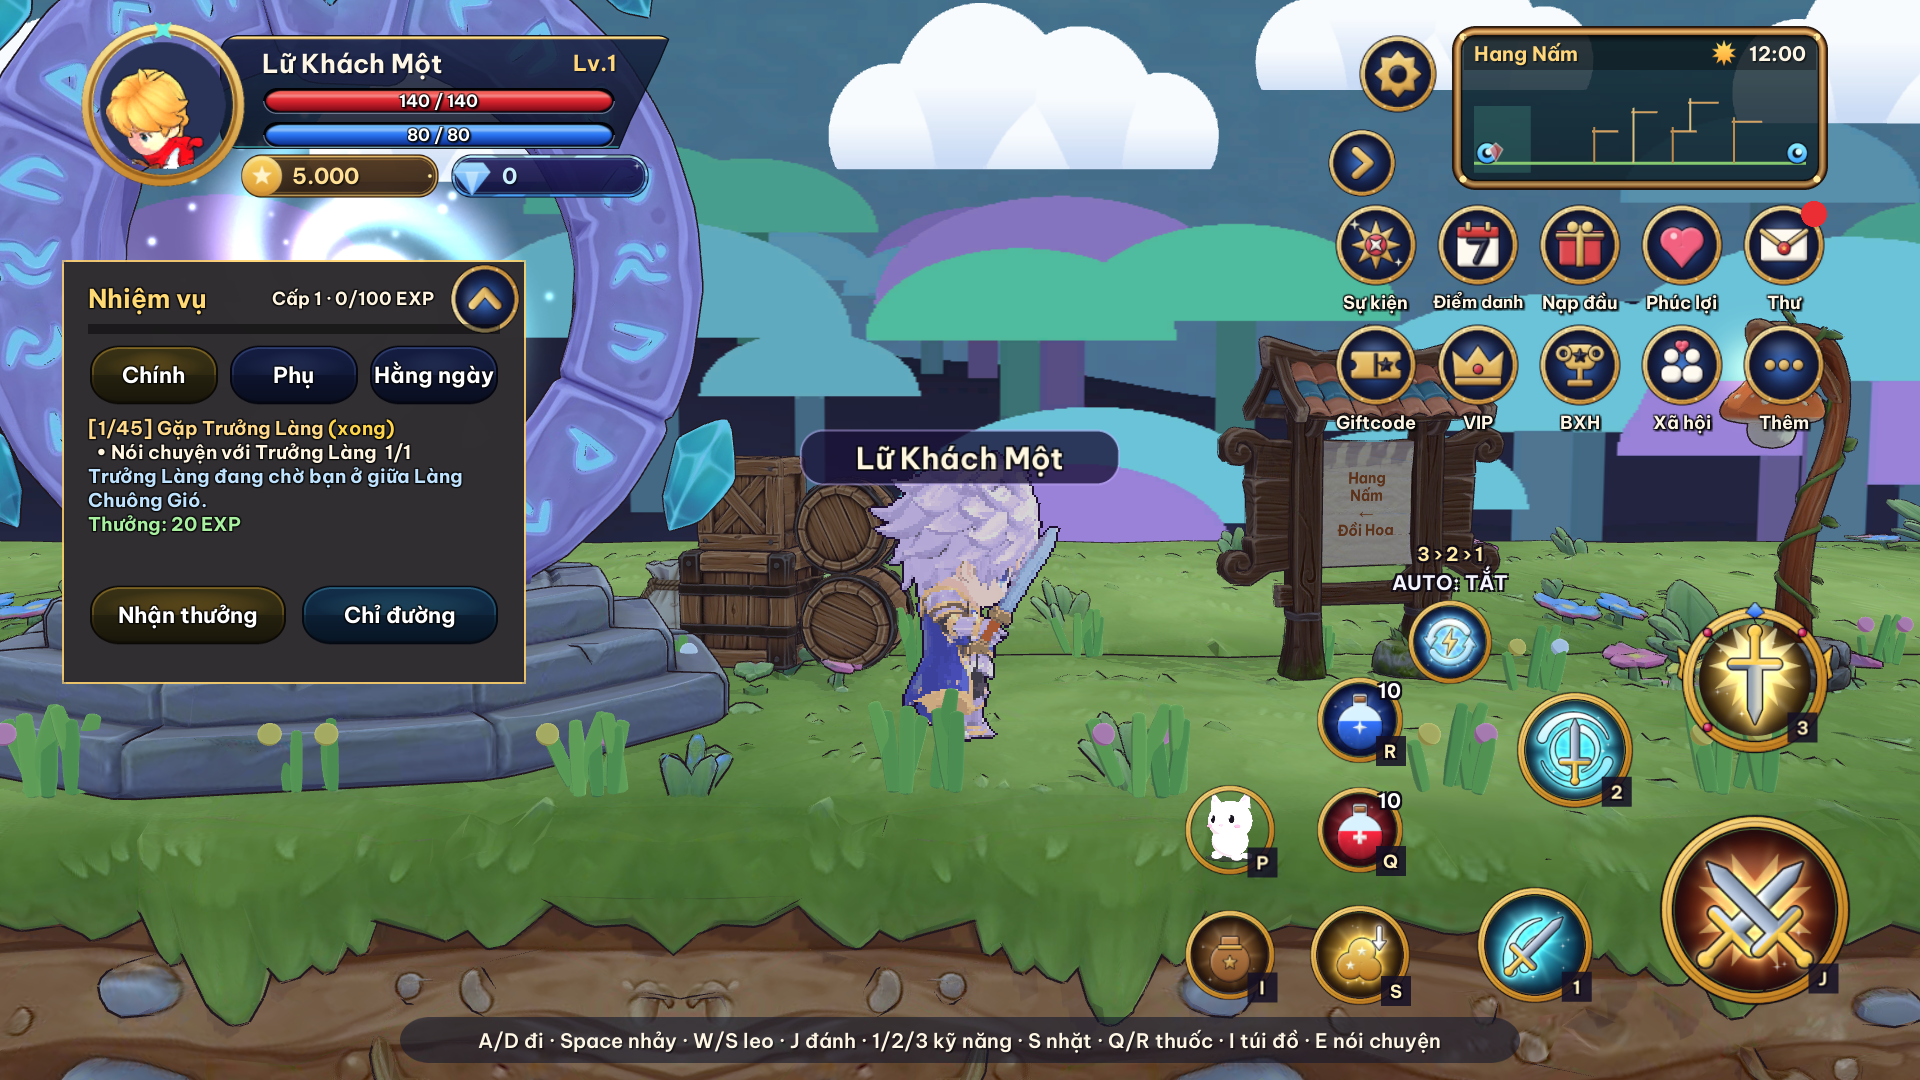 Lữ Khách Một
Lv.1
140 / 140
80 / 80
5.000
0
Hang Nấm
12:00
Nhiệm vụ
Cấp 1 · 0/100 EXP
Chính
Phụ
Hằng ngày
[1/45] Gặp Trưởng Làng (xong)
• Nói chuyện với Trưởng Làng 1/1
Trưởng Làng đang chờ bạn ở giữa Làng
Chuông Gió.
Thưởng: 20 EXP
Nhận thưởng
Chỉ đường
7
Sự kiện
Điểm danh
Nạp đầu
Phúc lợi
Thư
Giftcode
VIP
BXH
Xã hội
Thêm
Lữ Khách Một
Hang
Nấm
←
Đồi Hoa
3 › 2 › 1
AUTO: TẮT
10
R
3
2
10
Q
P
I
S
1
J
A/D đi · Space nhảy · W/S leo · J đánh · 1/2/3 kỹ năng · S nhặt · Q/R thuốc · I túi đồ · E nói chuyện